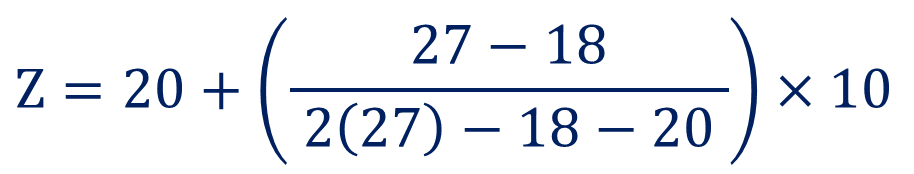 Z = 20 + ( 27 − 18 / 2(27) − 18 − 20 ) × 10